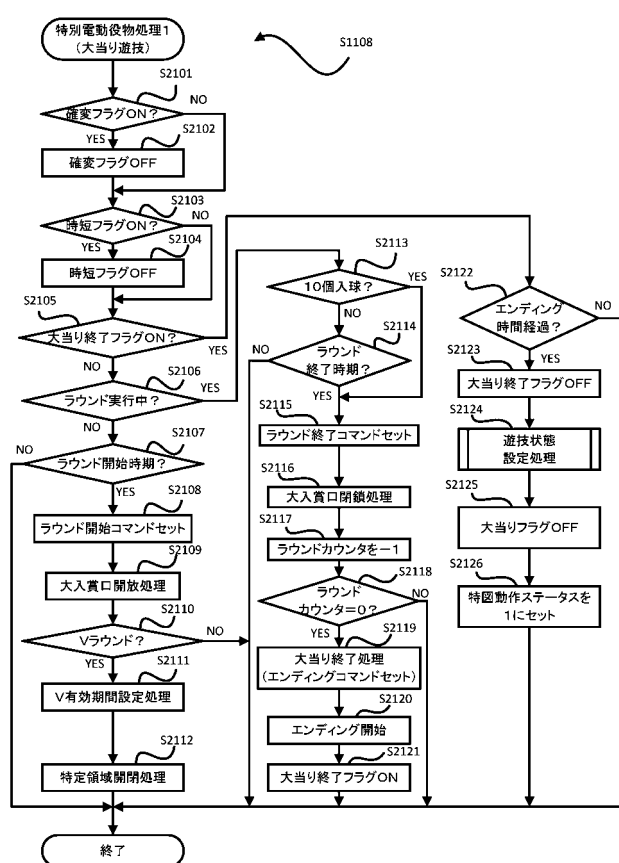 特別電動役物処理1
(大当り遊技)
S1108
S2101
確変フラグON?
NO
YES
S2102
確変フラグOFF
S2103
時短フラグON?
NO
YES
S2104
時短フラグOFF
S2105
大当り終了フラグON?
YES
NO
S2106
ラウンド実行中?
YES
NO
S2107
NO
ラウンド開始時期?
YES
S2108
ラウンド開始コマンドセット
S2109
大入賞口開放処理
S2110
Vラウンド?
NO
YES
S2111
V有効期間設定処理
S2112
特定領域開閉処理
終了
S2113
10個入球?
YES
NO
S2114
NO
ラウンド
終了時期?
YES
S2115
ラウンド終了コマンドセット
S2116
大入賞口閉鎖処理
S2117
ラウンドカウンタを-1
S2118
ラウンド
カウンタ=0?
NO
YES
S2119
大当り終了処理
(エンディングコマンドセット)
S2120
エンディング開始
S2121
大当り終了フラグON
S2122
エンディング
時間経過?
NO
YES
S2123
大当り終了フラグOFF
S2124
遊技状態
設定処理
S2125
大当りフラグOFF
S2126
特図動作ステータスを
1にセット